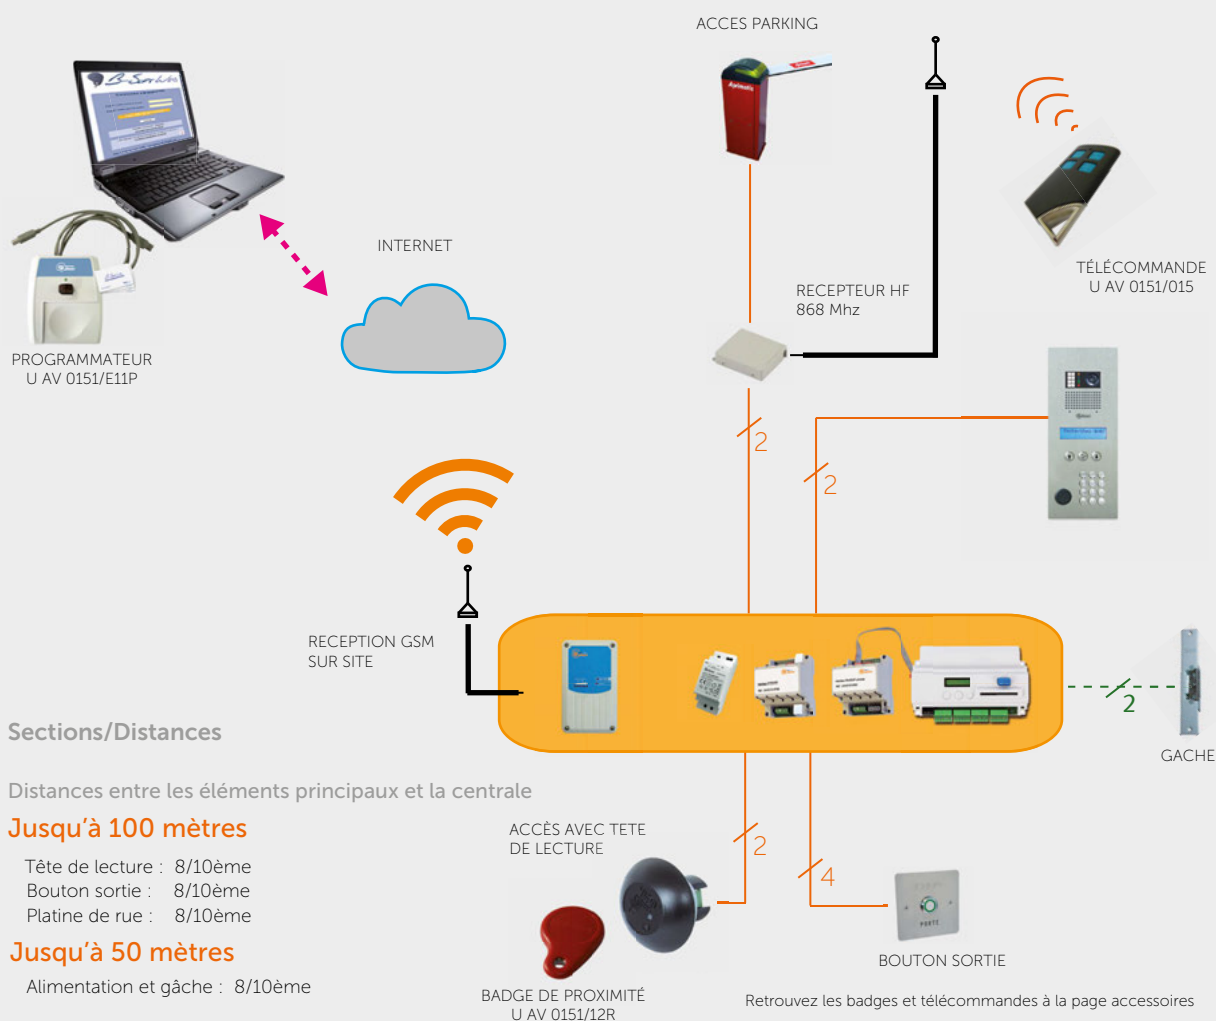 ACCES PARKING
INTERNET
RECEPTEUR HF
868 Mhz
TÉLÉCOMMANDE
U AV 0151/015
PROGRAMMATEUR
U AV 0151/E11P
2
2
RECEPTION GSM
SUR SITE
2
GACHE
Sections/Distances
Distances entre les éléments principaux et la centrale
Jusqu'à 100 mètres
Tête de lecture : 8/10ème
Bouton sortie : 8/10ème
Platine de rue : 8/10ème
Jusqu'à 50 mètres
Alimentation et gâche : 8/10ème
ACCÈS AVEC TETE
DE LECTURE
2
4
PORTE
BOUTON SORTIE
BADGE DE PROXIMITÉ
U AV 0151/12R
Retrouvez les badges et télécommandes à la page accessoires